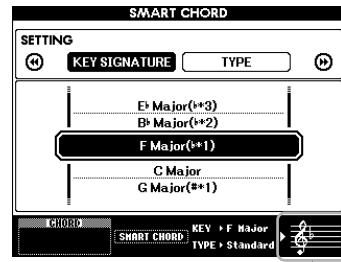 SMART CHORD
SETTING
KEY SIGNATURE TYPE
E♭ Major(♭*3)
B♭ Major(♭*2)
F Major(♭*1)
C Major
G Major(#*1)
CHORD
SMART CHORD
KEY ▸ F Major
TYPE ▸ Standard